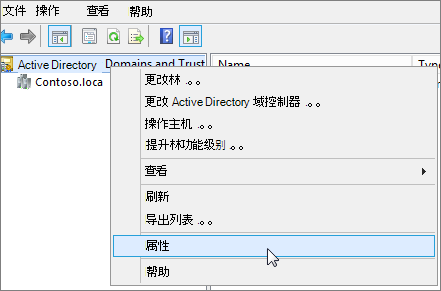 文件 操作 查看 帮助
Active Directory Domains and Trust
Name
Type
Contoso.loca
更改林 。。
更改 Active Directory 域控制器 。。
操作主机 。。
提升林功能级别 。。
查看
刷新
导出列表 。。
属性
帮助